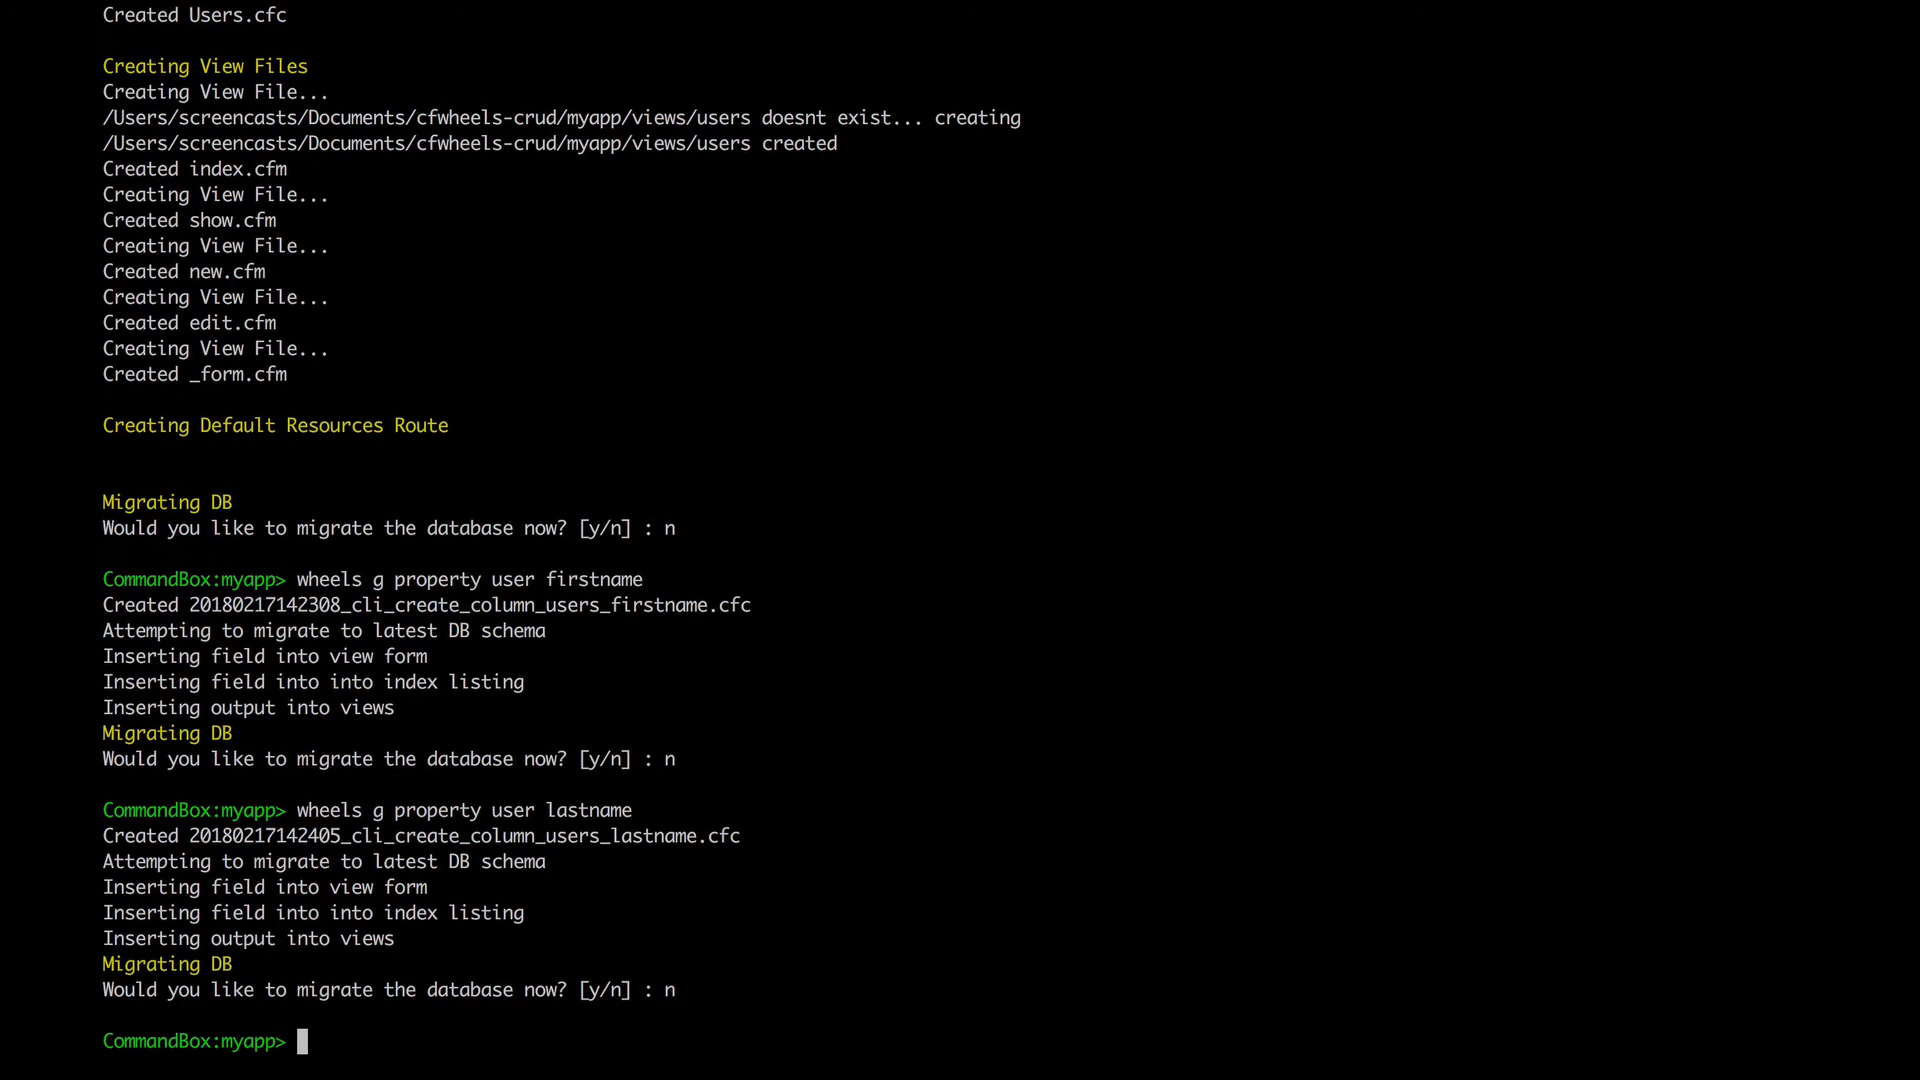 Created Users.cfc
Creating View Files
Creating View File...
/Users/screencasts/Documents/cfwheels-crud/myapp/views/users doesnt exist... creating
/Users/screencasts/Documents/cfwheels-crud/myapp/views/users created
Created index.cfm
Creating View File...
Created show.cfm
Creating View File...
Created new.cfm
Creating View File...
Created edit.cfm
Creating View File...
Created _form.cfm
Creating Default Resources Route
Migrating DB
Would you like to migrate the database now? [y/n] : n
CommandBox:myapp> wheels g property user firstname
Created 20180217142308_cli_create_column_users_firstname.cfc
Attempting to migrate to latest DB schema
Inserting field into view form
Inserting field into into index listing
Inserting output into views
Migrating DB
Would you like to migrate the database now? [y/n] : n
CommandBox:myapp> wheels g property user lastname
Created 20180217142405_cli_create_column_users_lastname.cfc
Attempting to migrate to latest DB schema
Inserting field into view form
Inserting field into into index listing
Inserting output into views
Migrating DB
Would you like to migrate the database now? [y/n] : n
CommandBox:myapp>